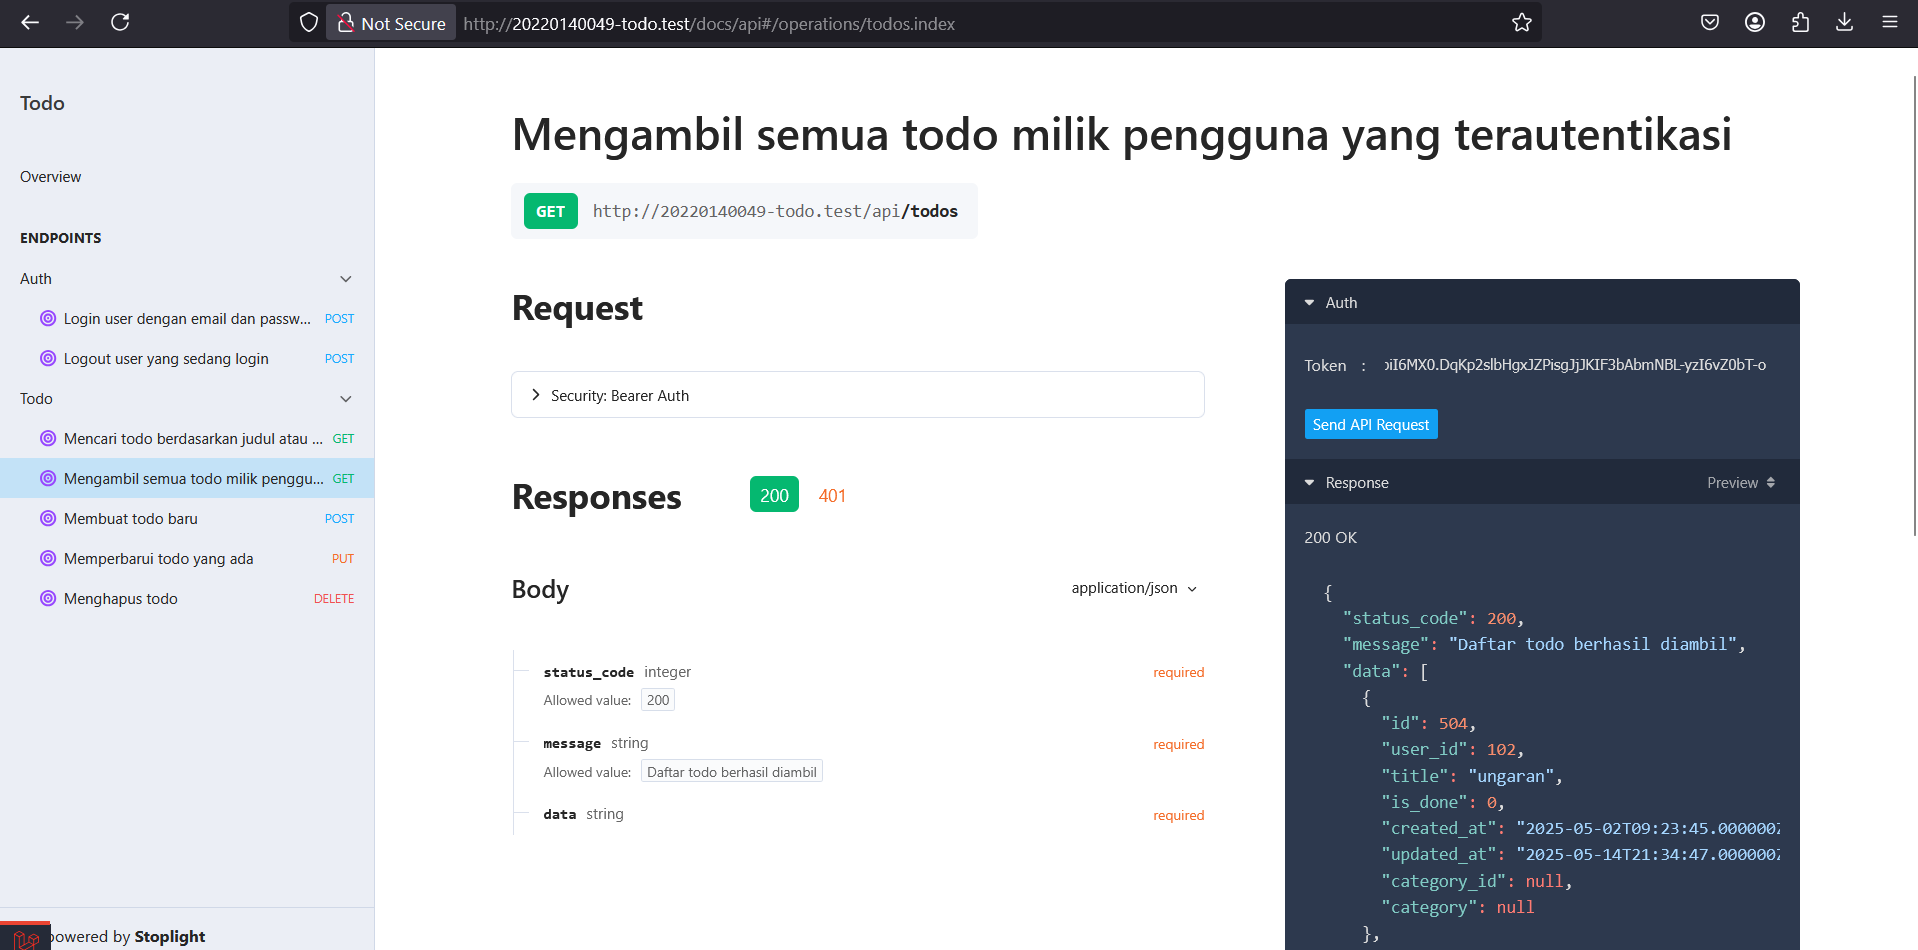 Not Secure
http://20220140049-todo.test/docs/api#/operations/todos.index
Todo
Overview
ENDPOINTS
Auth
Login user dengan email dan passw... POST
Logout user yang sedang login POST
Todo
Mencari todo berdasarkan judul atau ... GET
Mengambil semua todo milik penggu... GET
Membuat todo baru POST
Memperbarui todo yang ada PUT
Menghapus todo DELETE
powered by Stoplight
Mengambil semua todo milik pengguna yang terautentikasi
GET http://20220140049-todo.test/api/todos
Request
Security: Bearer Auth
Responses 200 401
Body application/json
status_code integer required
Allowed value: 200
message string required
Allowed value: Daftar todo berhasil diambil
data string required
Auth
Token : iI6MX0.DqKp2slbHgxJZPisgJjJKIF3bAbmNBL-yzI6vZ0bT-o
Send API Request
Response Preview
200 OK
{
"status_code": 200,
"message": "Daftar todo berhasil diambil",
"data": [
{
"id": 504,
"user_id": 102,
"title": "ungaran",
"is_done": 0,
"created_at": "2025-05-02T09:23:45.000000Z
"updated_at": "2025-05-14T21:34:47.000000Z
"category_id": null,
"category": null
},